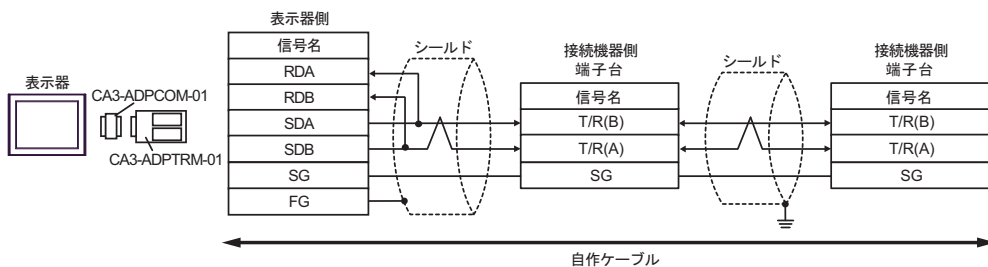 表示器
CA3-ADPCOM-01
CA3-ADPTRM-01
表示器側
信号名
RDA
RDB
SDA
SDB
SG
FG
シールド
接続機器側
端子台
信号名
T/R(B)
T/R(A)
SG
シールド
接続機器側
端子台
信号名
T/R(B)
T/R(A)
SG
自作ケーブル